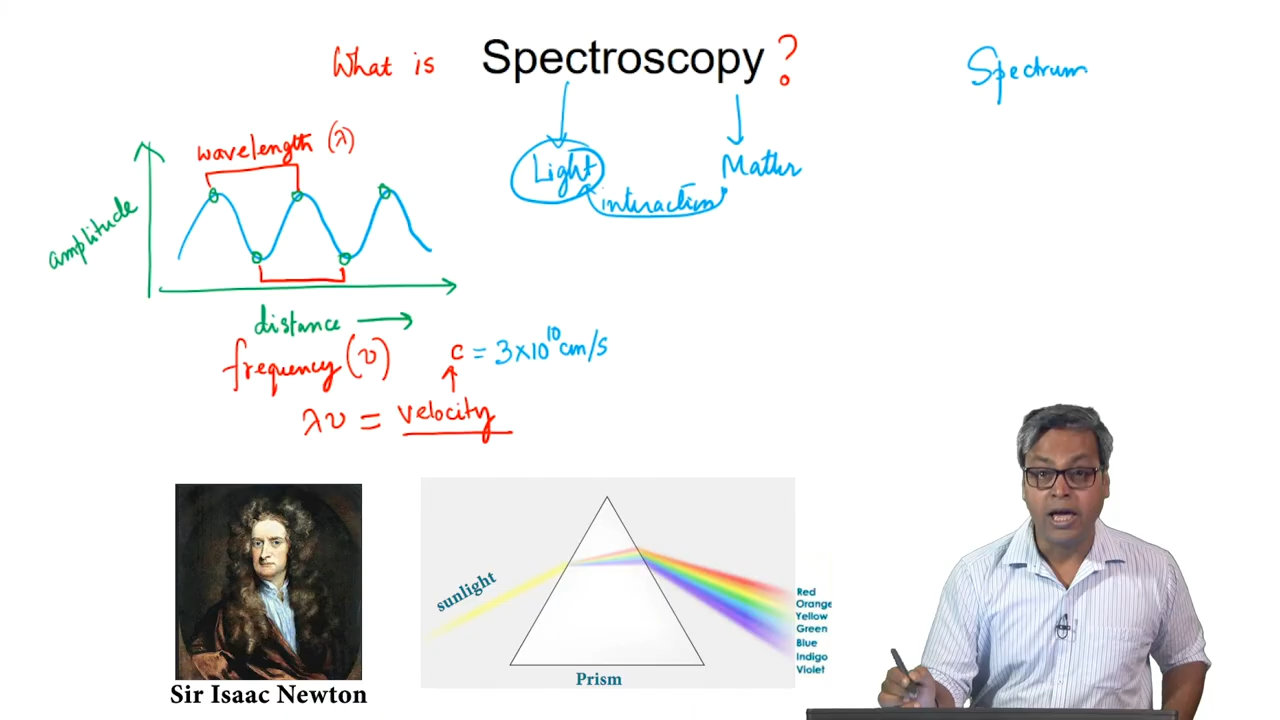 What is Spectroscopy ?
Spectrum
Light
Matter
interaction
wavelength (λ)
amplitude
distance
frequency (ν)
c = 3×10¹⁰ cm/s
λν = velocity
sunlight
Prism
Red
Orange
Yellow
Green
Blue
Indigo
Violet
Sir Isaac Newton